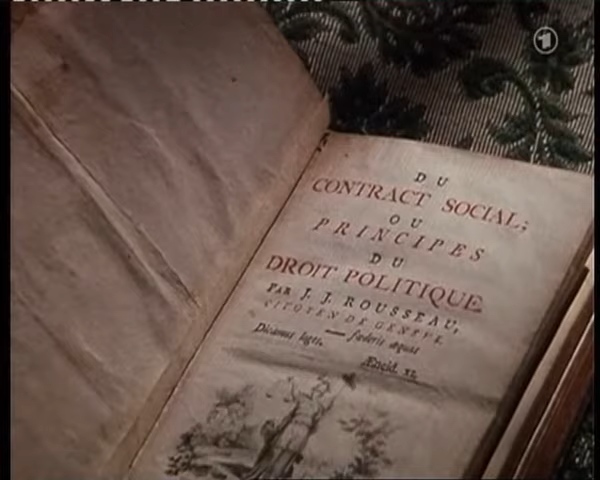 1
DU
CONTRACT SOCIAL;
OU
PRINCIPES
DU
DROIT POLITIQUE.
PAR J. J. ROUSSEAU,
CITOYEN DE GENEVE.
— fœderis æquas
Dicamus leges.
Æneid. XI.